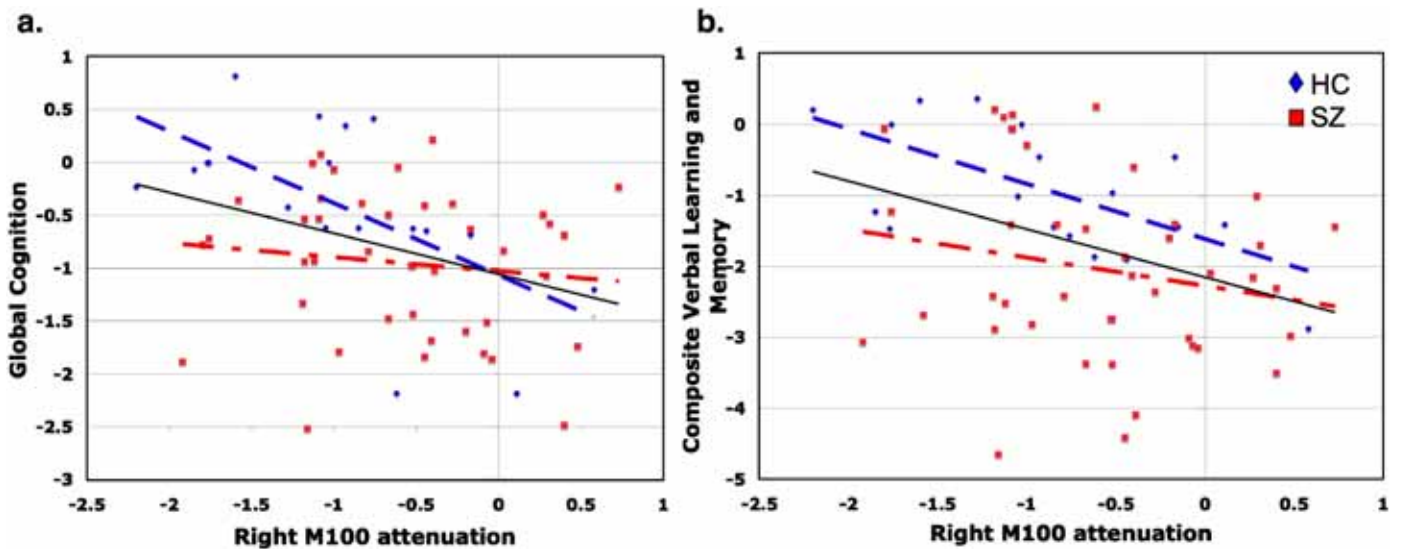 a.
1
0.5
0
-0.5
-1
-1.5
-2
-2.5
-3
Global Cognition
-2.5 -2 -1.5 -1 -0.5 0 0.5 1
Right M100 attenuation
b.
1
0
-1
-2
-3
-4
-5
Composite Verbal Learning and
Memory
HC
SZ
-2.5 -2 -1.5 -1 -0.5 0 0.5 1
Right M100 attenuation